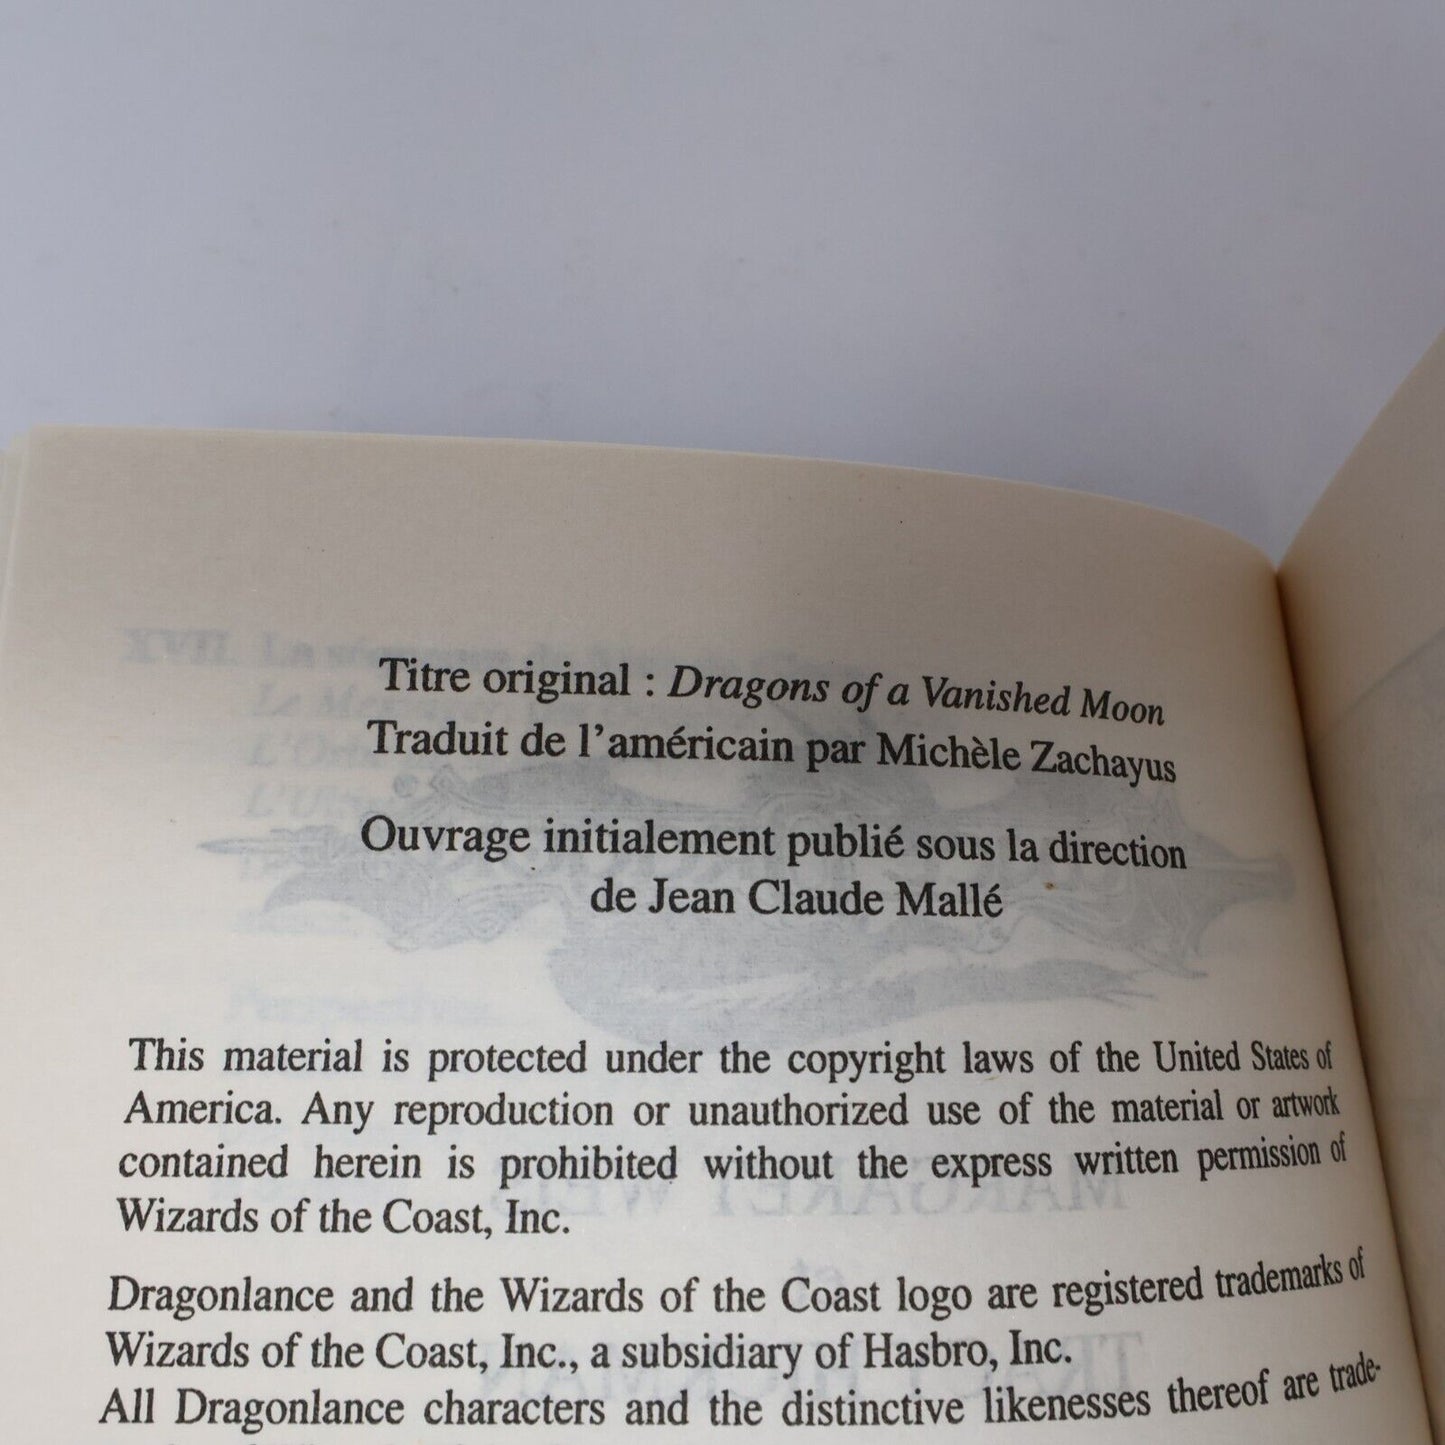 Titre original : Dragons of a Vanished Moon
Traduit de l'américain par Michèle Zachayus
Ouvrage initialement publié sous la direction
de Jean Claude Mallé
This material is protected under the copyright laws of the United States of
America. Any reproduction or unauthorized use of the material or artwork
contained herein is prohibited without the express written permission of
Wizards of the Coast, Inc.
Dragonlance and the Wizards of the Coast logo are registered trademarks of
Wizards of the Coast, Inc., a subsidiary of Hasbro, Inc.
All Dragonlance characters and the distinctive likenesses thereof are trade-